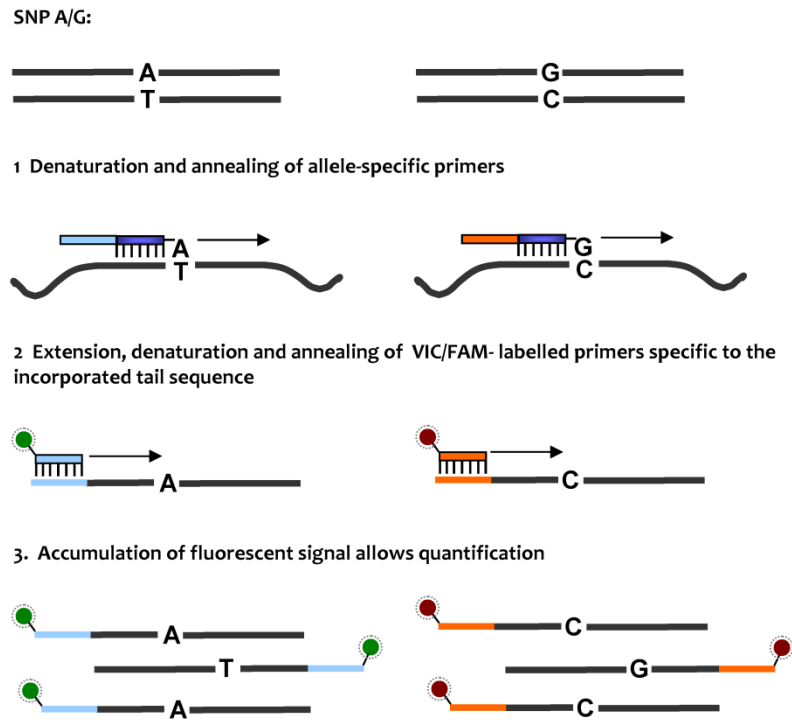 SNP A/G:
A G
T C
1 Denaturation and annealing of allele-specific primers
A G
T C
2 Extension, denaturation and annealing of VIC/FAM- labelled primers specific to the
incorporated tail sequence
A C
3. Accumulation of fluorescent signal allows quantification
A C
T G
A C